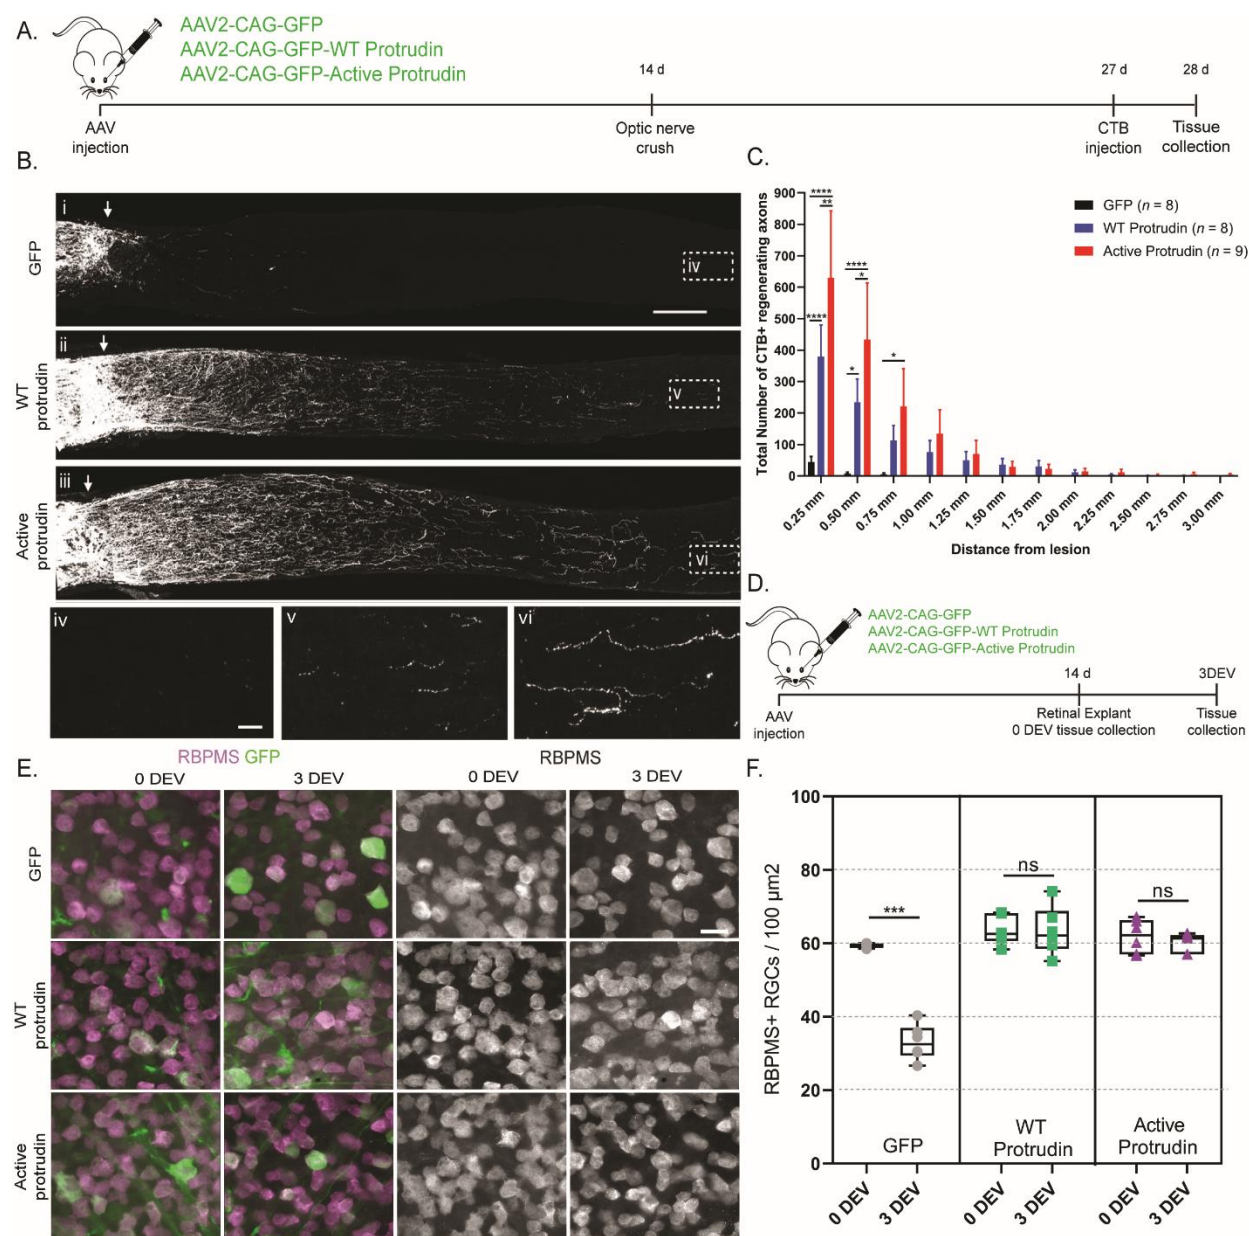 A.
AAV2-CAG-GFP
AAV2-CAG-GFP-WT Protrudin
AAV2-CAG-GFP-Active Protrudin
14 d
27 d
28 d
AAV
injection
Optic nerve
crush
CTB
injection
Tissue
collection
B.
i
GFP
iv
ii
WT
protrudin
v
iii
Active
protrudin
vi
iv
v
vi
C.
Total Number of CTB+ regenerating axons
900
800
700
600
500
400
300
200
100
0
****
**
****
****
*
*
*
GFP (n = 8)
WT Protrudin (n = 8)
Active Protrudin (n = 9)
0.25 mm
0.50 mm
0.75 mm
1.00 mm
1.25 mm
1.50 mm
1.75 mm
2.00 mm
2.25 mm
2.50 mm
2.75 mm
3.00 mm
Distance from lesion
D.
AAV2-CAG-GFP
AAV2-CAG-GFP-WT Protrudin
AAV2-CAG-GFP-Active Protrudin
14 d
3DEV
AAV
injection
Retinal Explant
0 DEV tissue collection
Tissue
collection
E.
RBPMS GFP
RBPMS
0 DEV
3 DEV
0 DEV
3 DEV
GFP
WT
protrudin
Active
protrudin
F.
RBPMS+ RGCs / 100 µm2
100
80
60
40
20
0
***
ns
ns
GFP
WT
Protrudin
Active
Protrudin
0 DEV
3 DEV
0 DEV
3 DEV
0 DEV
3 DEV